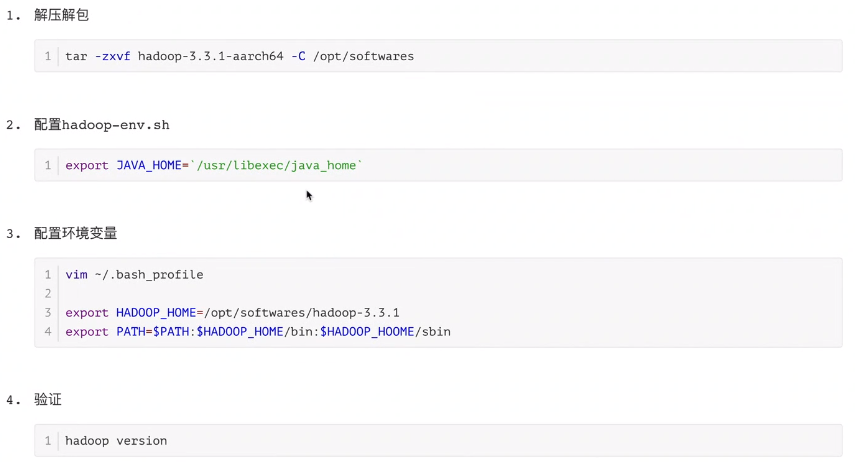 1. 解压解包
1 tar -zxvf hadoop-3.3.1-aarch64 -C /opt/softwares
2. 配置hadoop-env.sh
1 export JAVA_HOME=`/usr/libexec/java_home`
3. 配置环境变量
1 vim ~/.bash_profile
2
3 export HADOOP_HOME=/opt/softwares/hadoop-3.3.1
4 export PATH=$PATH:$HADOOP_HOME/bin:$HADOOP_HOOME/sbin
4. 验证
1 hadoop version